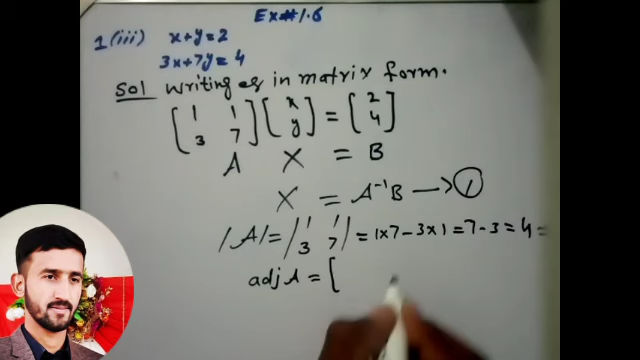 Ex# 1.6
1(iii) x+y=2
3x+7y=4
Sol Writing eq in matrix form.
[1 1 3 7] [x y] = [2 4]
A X = B
X = A⁻¹B → ①
|A| = |1 1 3 7| = 1×7 - 3×1 = 7-3 = 4 =
adj A = [